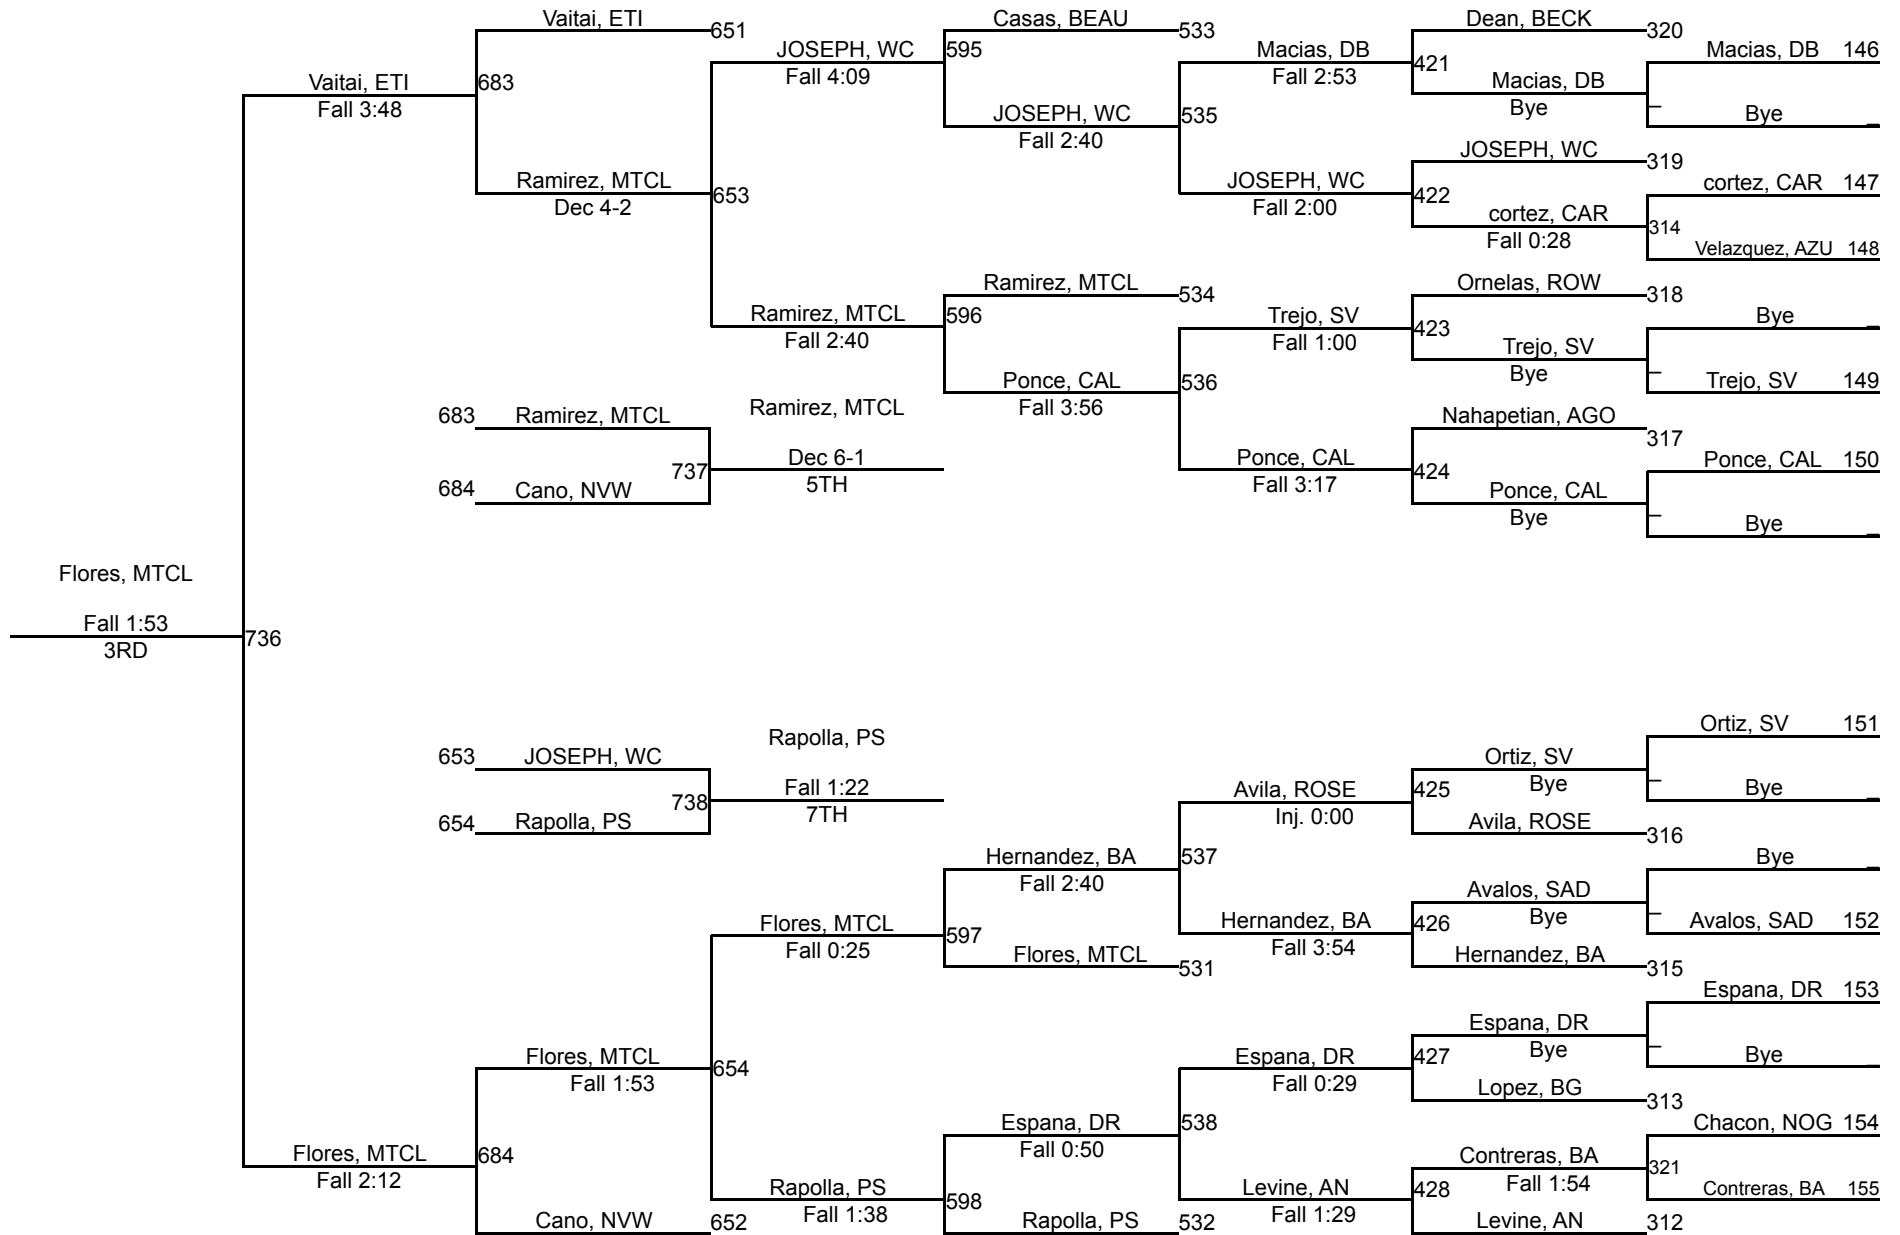 Vaitai, ETI
651
Casas, BEAU
533
Dean, BECK
320
JOSEPH, WC
595
Macias, DB
Macias, DB 146
Fall 4:09
Fall 2:53
421
Vaitai, ETI
683
Macias, DB
Fall 3:48
Bye
Bye
JOSEPH, WC
535
Fall 2:40
JOSEPH, WC
319
Ramirez, MTCL
653
JOSEPH, WC
cortez, CAR 147
Dec 4-2
Fall 2:00
422
cortez, CAR
314
Fall 0:28
Velazquez, AZU 148
Ramirez, MTCL
534
Ornelas, ROW
318
Ramirez, MTCL
596
Trejo, SV
Bye
Fall 2:40
Fall 1:00
423
Trejo, SV
Bye
Ponce, CAL
536
Trejo, SV 149
Fall 3:56
683
Ramirez, MTCL
Ramirez, MTCL
Nahapetian, AGO
317
737
Dec 6-1
Ponce, CAL
Ponce, CAL 150
5TH
Fall 3:17
424
684
Cano, NVW
Ponce, CAL
Bye
Bye
Flores, MTCL
Fall 1:53
3RD
736
Ortiz, SV 151
653
JOSEPH, WC
Rapolla, PS
Ortiz, SV
Bye
738
Fall 1:22
Avila, ROSE
425
Bye
7TH
Inj. 0:00
654
Rapolla, PS
Avila, ROSE
316
Hernandez, BA
537
Bye
Fall 2:40
Avalos, SAD
Bye
Flores, MTCL
597
Hernandez, BA
426
Avalos, SAD 152
Fall 0:25
Fall 3:54
Flores, MTCL
531
Hernandez, BA
315
Espana, DR 153
Espana, DR
Bye
Flores, MTCL
654
Espana, DR
427
Bye
Fall 1:53
Fall 0:29
Lopez, BG
313
Espana, DR
538
Chacon, NOG 154
Fall 0:50
Flores, MTCL
684
Contreras, BA
321
Fall 2:12
Fall 1:54
Rapolla, PS
598
Levine, AN
428
Contreras, BA 155
Fall 1:38
Fall 1:29
Cano, NVW
652
Rapolla, PS
532
Levine, AN
312